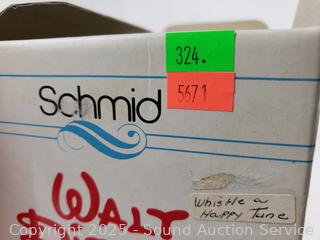 324.
5671
Schmid
Whistle a
Happy Tune
WALT
Copyright 2025 - Sound Auction Service